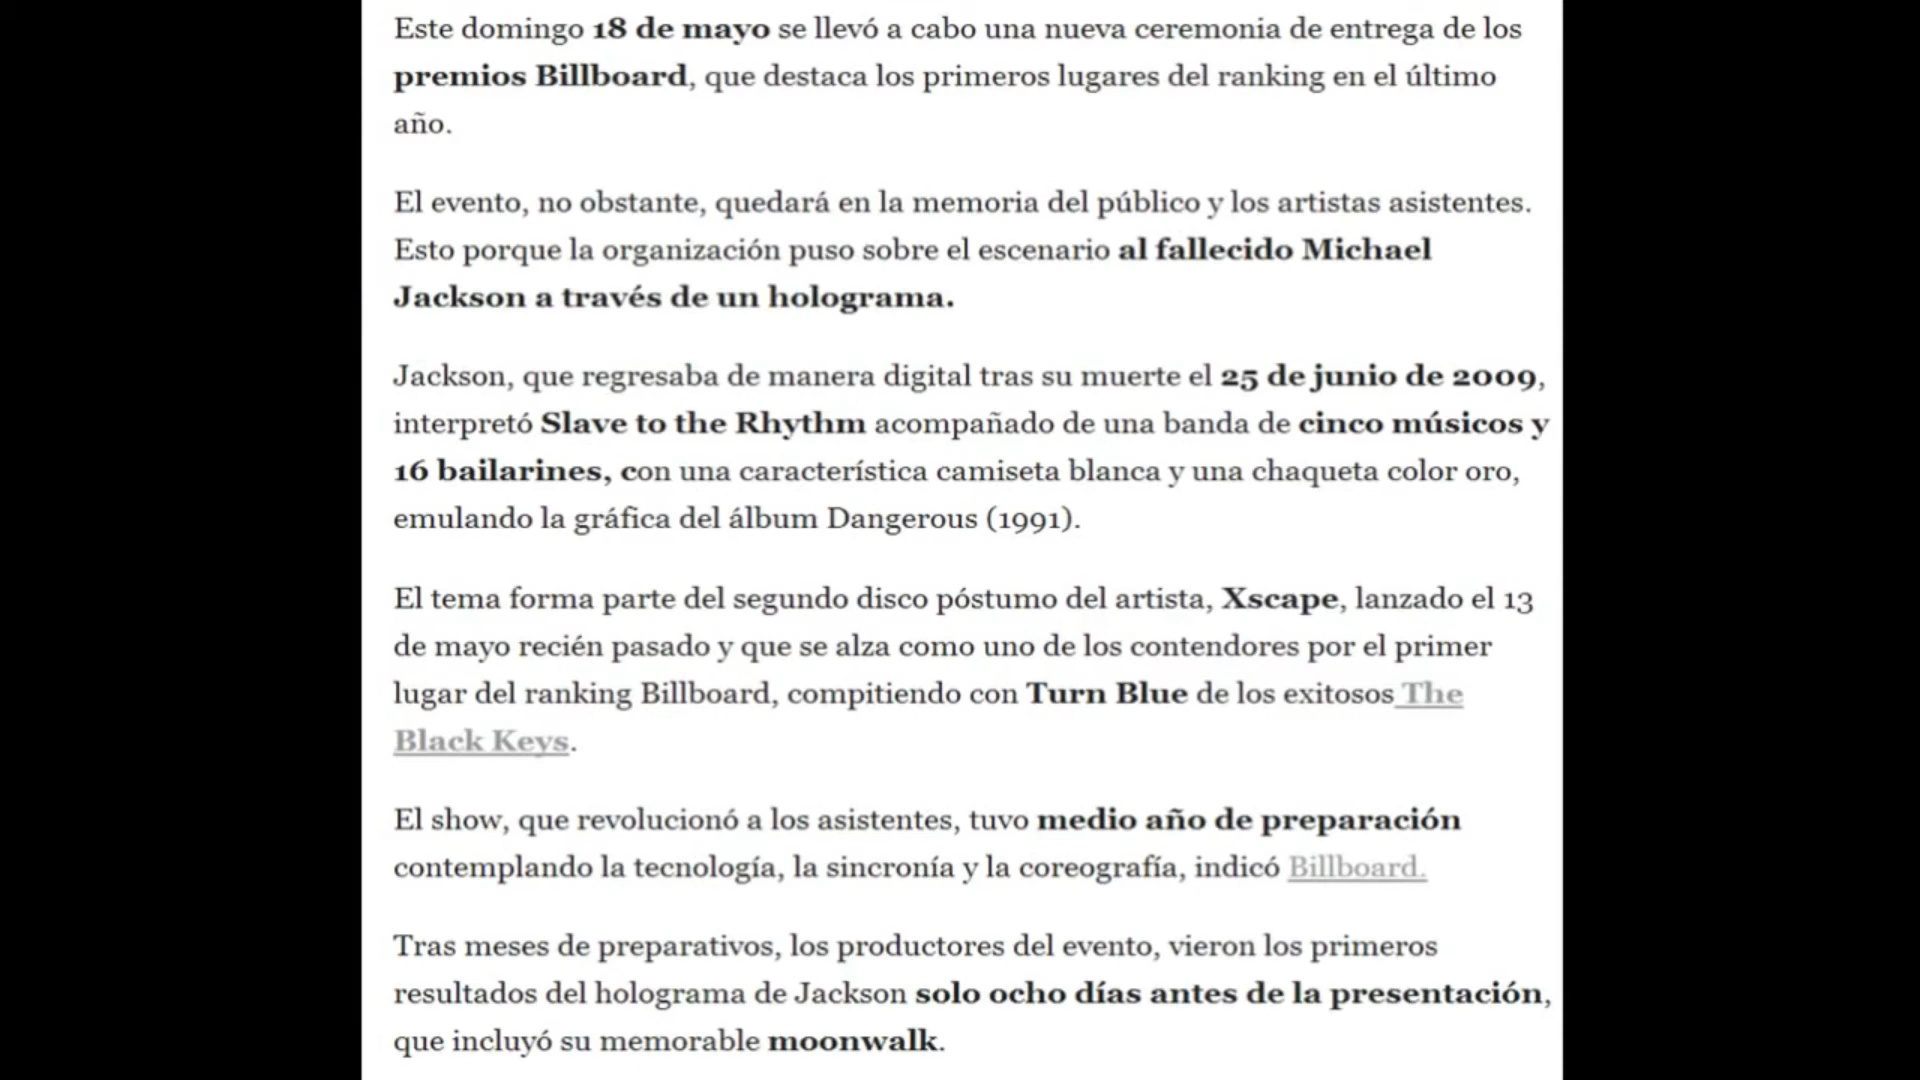 Este domingo 18 de mayo se llevó a cabo una nueva ceremonia de entrega de los
premios Billboard, que destaca los primeros lugares del ranking en el último
año.
El evento, no obstante, quedará en la memoria del público y los artistas asistentes.
Esto porque la organización puso sobre el escenario al fallecido Michael
Jackson a través de un holograma.
Jackson, que regresaba de manera digital tras su muerte el 25 de junio de 2009,
interpretó Slave to the Rhythm acompañado de una banda de cinco músicos y
16 bailarines, con una característica camiseta blanca y una chaqueta color oro,
emulando la gráfica del álbum Dangerous (1991).
El tema forma parte del segundo disco póstumo del artista, Xscape, lanzado el 13
de mayo recién pasado y que se alza como uno de los contendores por el primer
lugar del ranking Billboard, compitiendo con Turn Blue de los exitosos The
Black Keys.
El show, que revolucionó a los asistentes, tuvo medio año de preparación
contemplando la tecnología, la sincronía y la coreografía, indicó Billboard.
Tras meses de preparativos, los productores del evento, vieron los primeros
resultados del holograma de Jackson solo ocho días antes de la presentación,
que incluyó su memorable moonwalk.